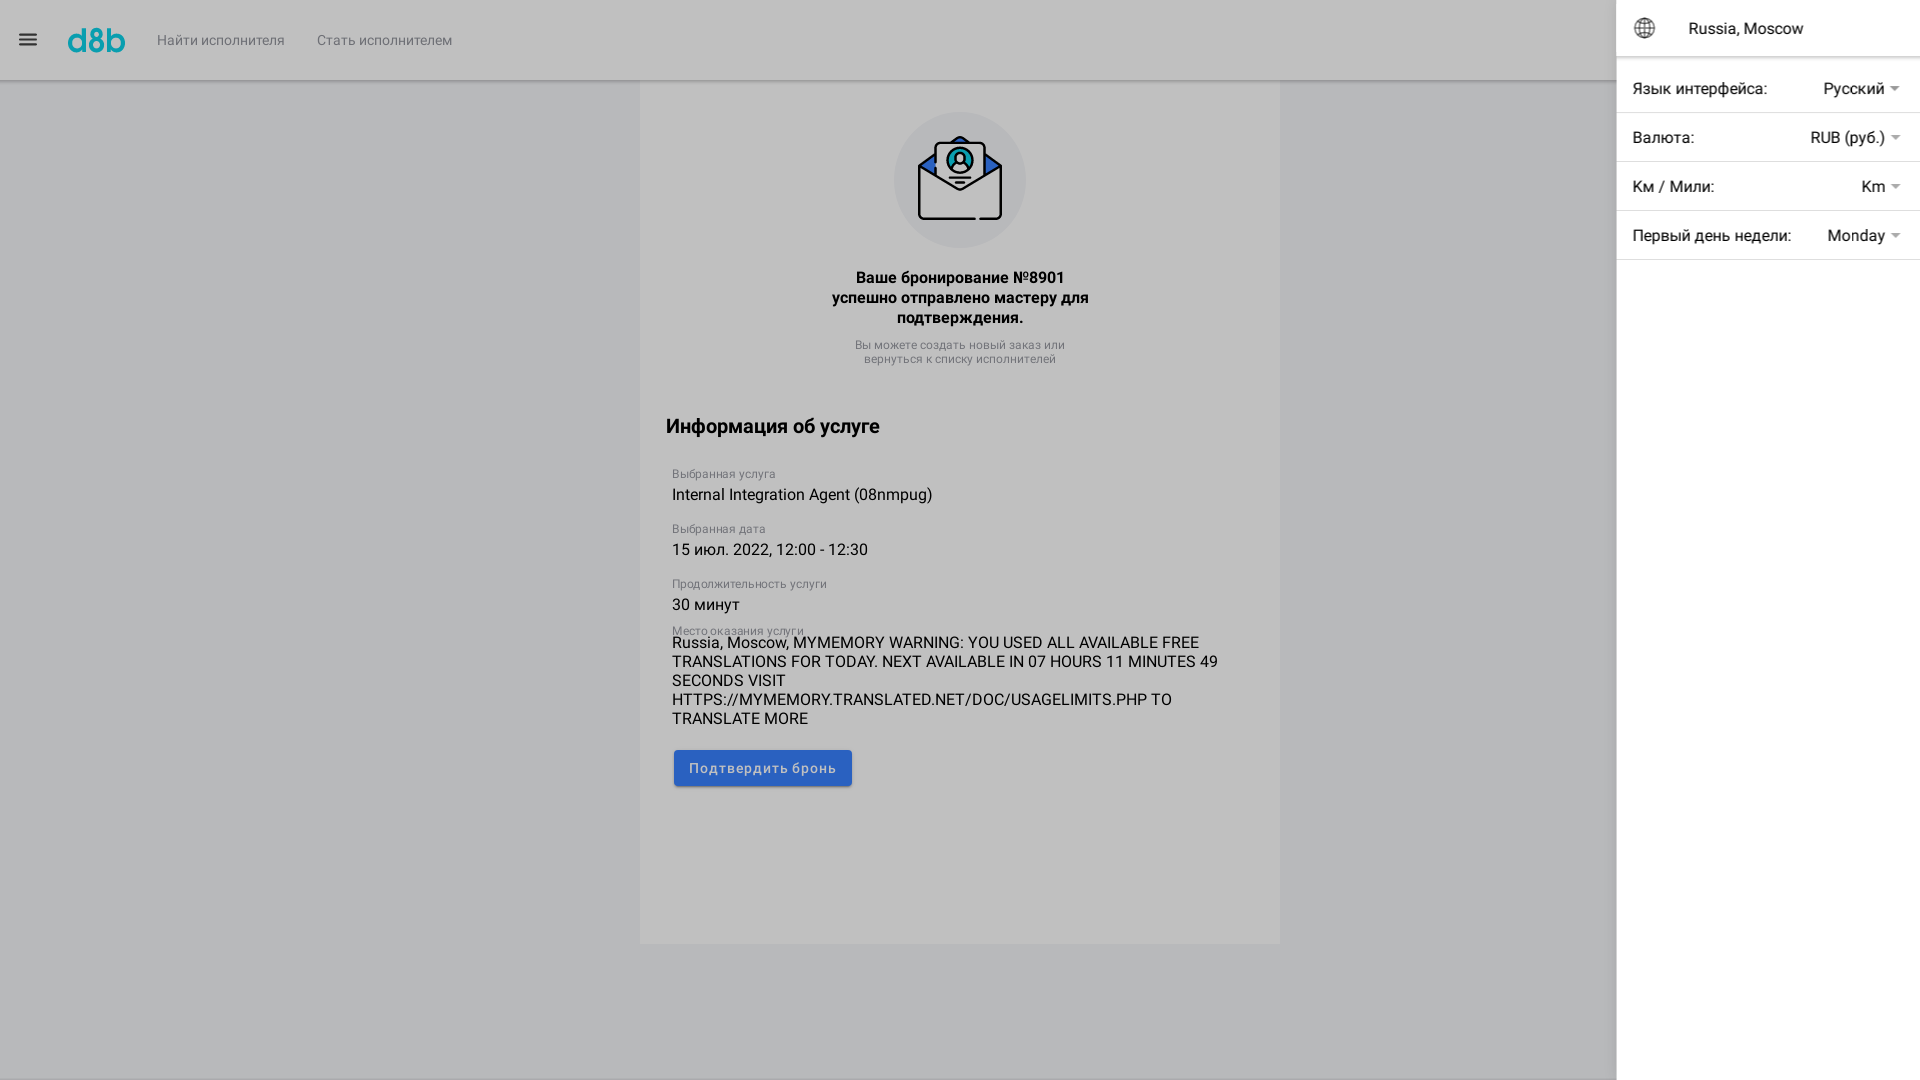 d8b
Найти исполнителя
Стать исполнителем
Russia, Moscow
Язык интерфейса:
Русский
Валюта:
RUB (руб.)
Км / Мили:
Km
Первый день недели:
Monday
Ваше бронирование №8901
успешно отправлено мастеру для
подтверждения.
Вы можете создать новый заказ или
вернуться к списку исполнителей
Информация об услуге
Выбранная услуга
Internal Integration Agent (08nmpug)
Выбранная дата
15 июл. 2022, 12:00 - 12:30
Продолжительность услуги
30 минут
Место оказания услуги
Russia, Moscow, MYMEMORY WARNING: YOU USED ALL AVAILABLE FREE
TRANSLATIONS FOR TODAY. NEXT AVAILABLE IN 07 HOURS 11 MINUTES 49
SECONDS VISIT
HTTPS://MYMEMORY.TRANSLATED.NET/DOC/USAGELIMITS.PHP TO
TRANSLATE MORE
Подтвердить бронь